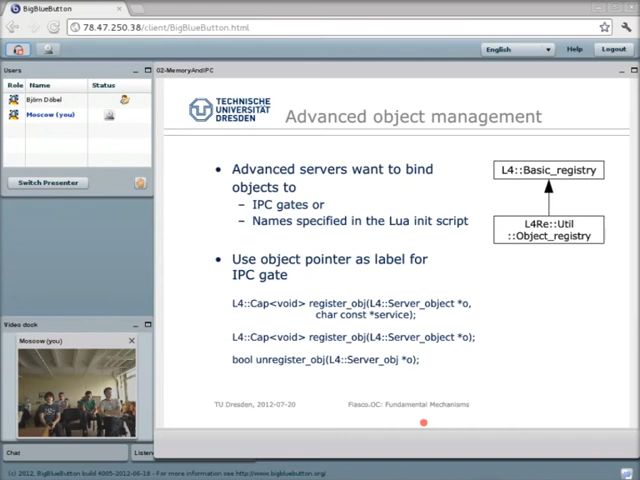 BigBlueButton
78.47.250.38/client/BigBlueButton.html
English
Help
Logout
Users
Role Name Status
Björn Döbel
Moscow (you)
Switch Presenter
Video dock
Moscow (you)
Chat
Listen
02-MemoryAndIPC
TECHNISCHE
UNIVERSITÄT
DRESDEN
Advanced object management
• Advanced servers want to bind
objects to
– IPC gates or
– Names specified in the Lua init script
L4::Basic_registry
L4Re::Util
::Object_registry
• Use object pointer as label for
IPC gate
L4::Cap<void> register_obj(L4::Server_object *o,
char const *service);
L4::Cap<void> register_obj(L4::Server_object *o);
bool unregister_obj(L4::Server_obj *o);
TU Dresden, 2012-07-20
Fiasco.OC: Fundamental Mechanisms
(c) 2012, BigBlueButton build 4005-2012-06-18 - For more information see http://www.bigbluebutton.org/.